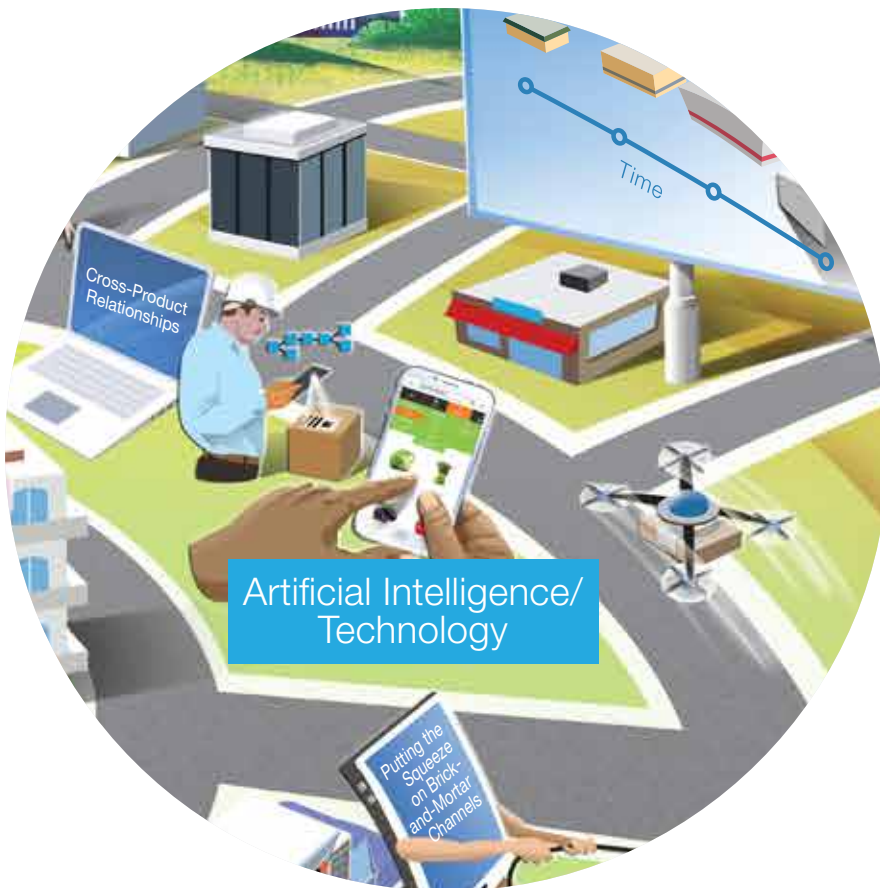 Time
Cross-Product
Relationships
Artificial Intelligence/
Technology
Putting the
Squeeze
on Brick-
and-Mortar
Channels